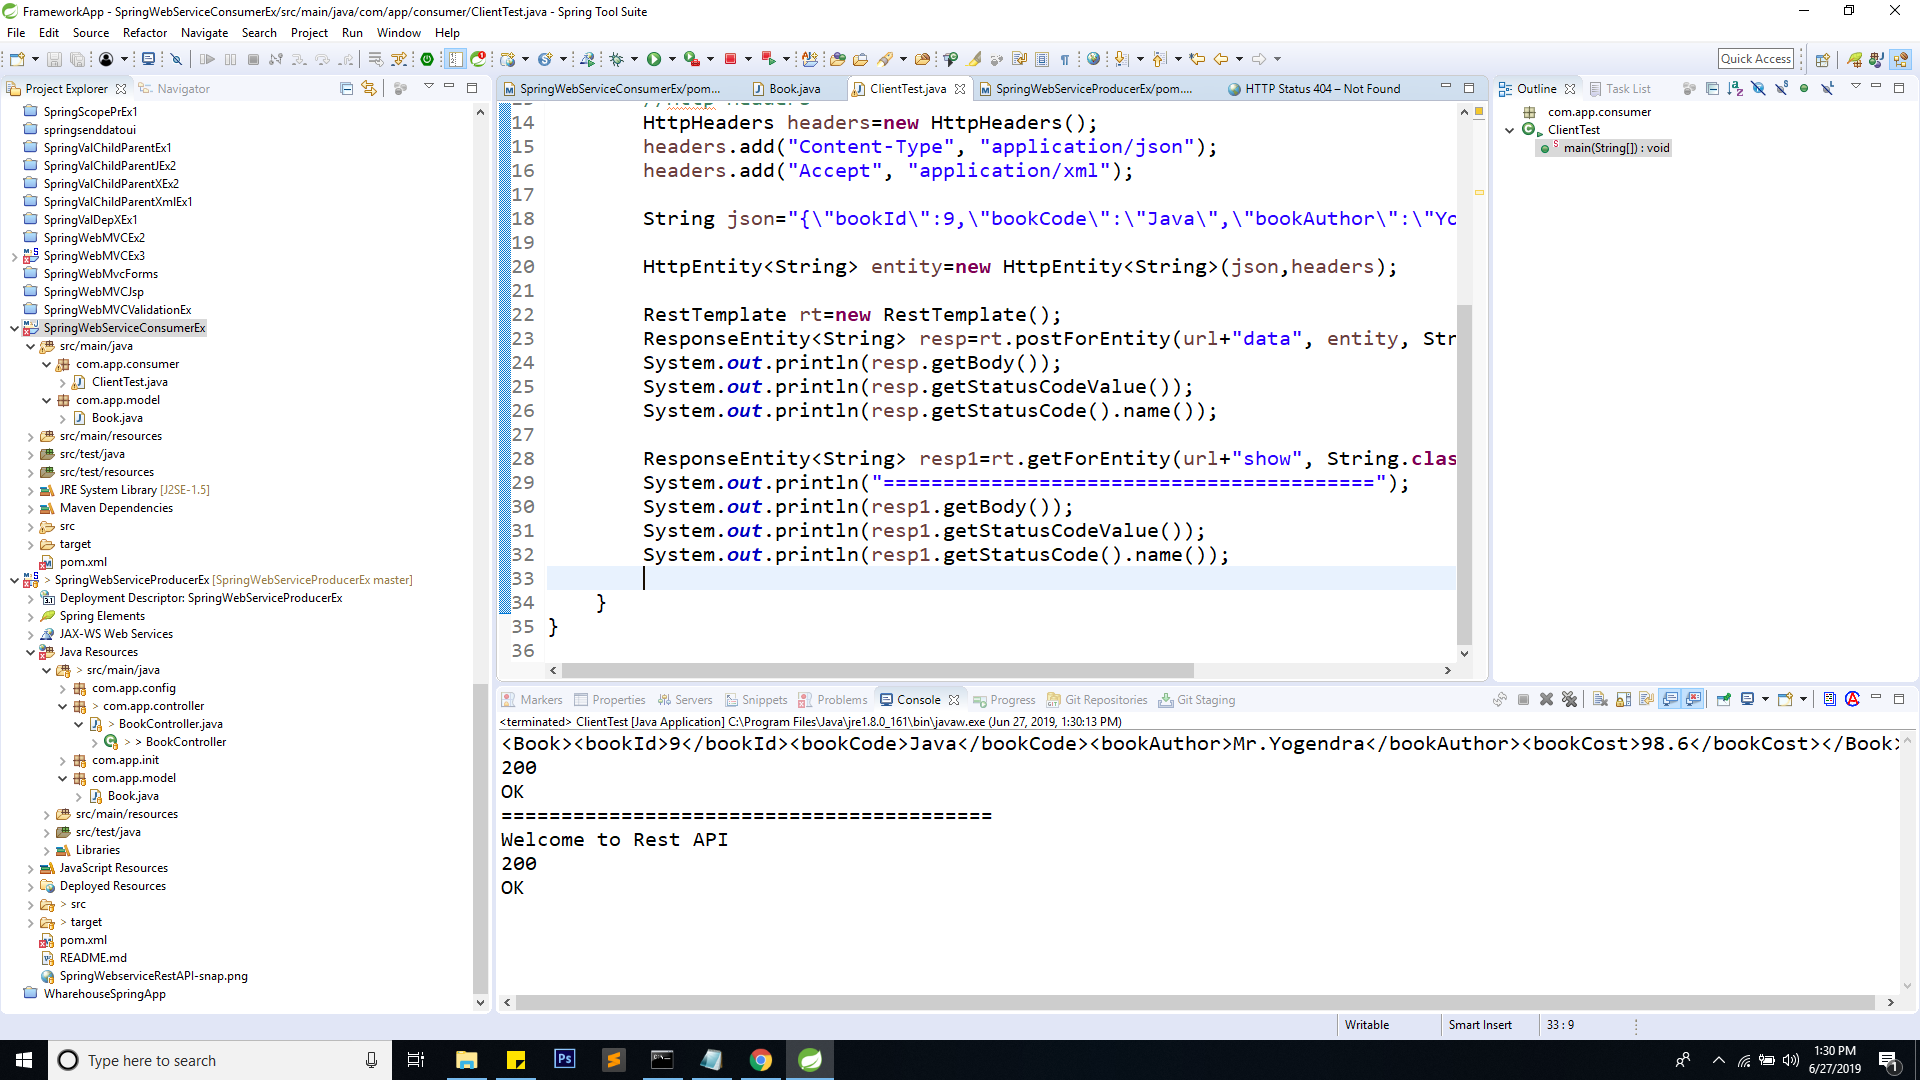 FrameworkApp - SpringWebServiceConsumerEx/src/main/java/com/app/consumer/ClientTest.java - Spring Tool Suite
File Edit Source Refactor Navigate Search Project Run Window Help
Quick Access
Project Explorer Navigator
SpringScopePrEx1
springsenddatoui
SpringValChildParentEx1
SpringValChildParentJEx2
SpringValChildParentXEx2
SpringValChildParentXmlEx1
SpringValDepXEx1
SpringWebMVCEx2
SpringWebMVCEx3
SpringWebMvcForms
SpringWebMVCJsp
SpringWebMVCValidationEx
SpringWebServiceConsumerEx
src/main/java
com.app.consumer
ClientTest.java
com.app.model
Book.java
src/main/resources
src/test/java
src/test/resources
JRE System Library [J2SE-1.5]
Maven Dependencies
src
target
pom.xml
> SpringWebServiceProducerEx [SpringWebServiceProducerEx master]
Deployment Descriptor: SpringWebServiceProducerEx
Spring Elements
JAX-WS Web Services
Java Resources
> src/main/java
com.app.config
> com.app.controller
> BookController.java
> > BookController
com.app.init
com.app.model
Book.java
src/main/resources
src/test/java
Libraries
JavaScript Resources
Deployed Resources
> src
> target
pom.xml
README.md
SpringWebserviceRestAPI-snap.png
WharehouseSpringApp
SpringWebServiceConsumerEx/pom... Book.java ClientTest.java SpringWebServiceProducerEx/pom.... HTTP Status 404 – Not Found
14 HttpHeaders headers=new HttpHeaders();
15 headers.add("Content-Type", "application/json");
16 headers.add("Accept", "application/xml");
17
18 String json="{\"bookId\":9,\"bookCode\":\"Java\",\"bookAuthor\":\"Yo
19
20 HttpEntity<String> entity=new HttpEntity<String>(json,headers);
21
22 RestTemplate rt=new RestTemplate();
23 ResponseEntity<String> resp=rt.postForEntity(url+"data", entity, Str
24 System.out.println(resp.getBody());
25 System.out.println(resp.getStatusCodeValue());
26 System.out.println(resp.getStatusCode().name());
27
28 ResponseEntity<String> resp1=rt.getForEntity(url+"show", String.clas
29 System.out.println("=========================================");
30 System.out.println(resp1.getBody());
31 System.out.println(resp1.getStatusCodeValue());
32 System.out.println(resp1.getStatusCode().name());
33
34 }
35 }
36
Outline Task List
com.app.consumer
ClientTest
main(String[]) : void
Markers Properties Servers Snippets Problems Console Progress Git Repositories Git Staging
<terminated> ClientTest [Java Application] C:\Program Files\Java\jre1.8.0_161\bin\javaw.exe (Jun 27, 2019, 1:30:13 PM)
<Book><bookId>9</bookId><bookCode>Java</bookCode><bookAuthor>Mr.Yogendra</bookAuthor><bookCost>98.6</bookCost></Book>
200
OK
=========================================
Welcome to Rest API
200
OK
Writable Smart Insert 33 : 9
Type here to search
1:30 PM
6/27/2019